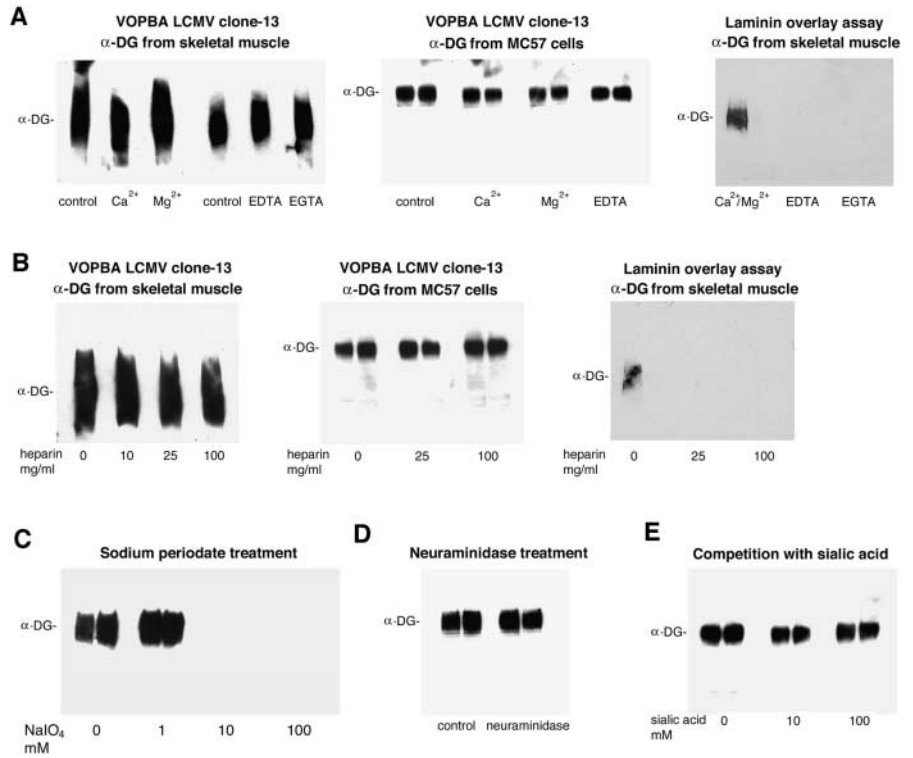 A
VOPBA LCMV clone-13
α-DG from skeletal muscle
α-DG-
control Ca2+ Mg2+ control EDTA EGTA
VOPBA LCMV clone-13
α-DG from MC57 cells
α-DG-
control Ca2+ Mg2+ EDTA
Laminin overlay assay
α-DG from skeletal muscle
α-DG-
Ca2+/Mg2+ EDTA EGTA
B
VOPBA LCMV clone-13
α-DG from skeletal muscle
α-DG-
heparin 0 10 25 100
mg/ml
VOPBA LCMV clone-13
α-DG from MC57 cells
α-DG-
heparin 0 25 100
mg/ml
Laminin overlay assay
α-DG from skeletal muscle
α-DG-
heparin 0 25 100
mg/ml
C
Sodium periodate treatment
α-DG-
NaIO4 0 1 10 100
mM
D
Neuraminidase treatment
α-DG-
control neuraminidase
E
Competition with sialic acid
α-DG-
sialic acid 0 10 100
mM